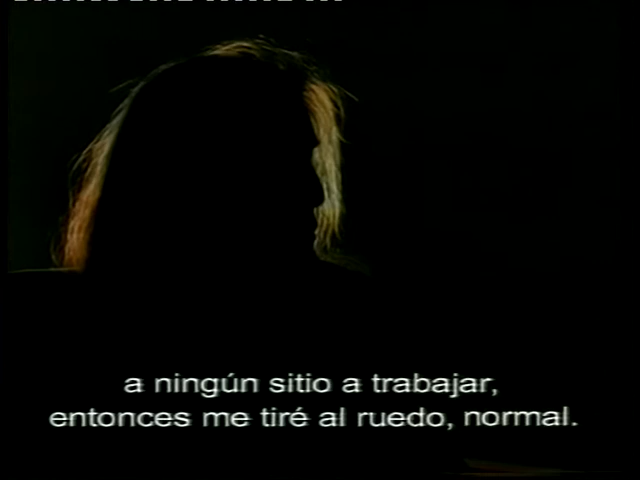 a ningún sitio a trabajar,
entonces me tiré al ruedo, normal.